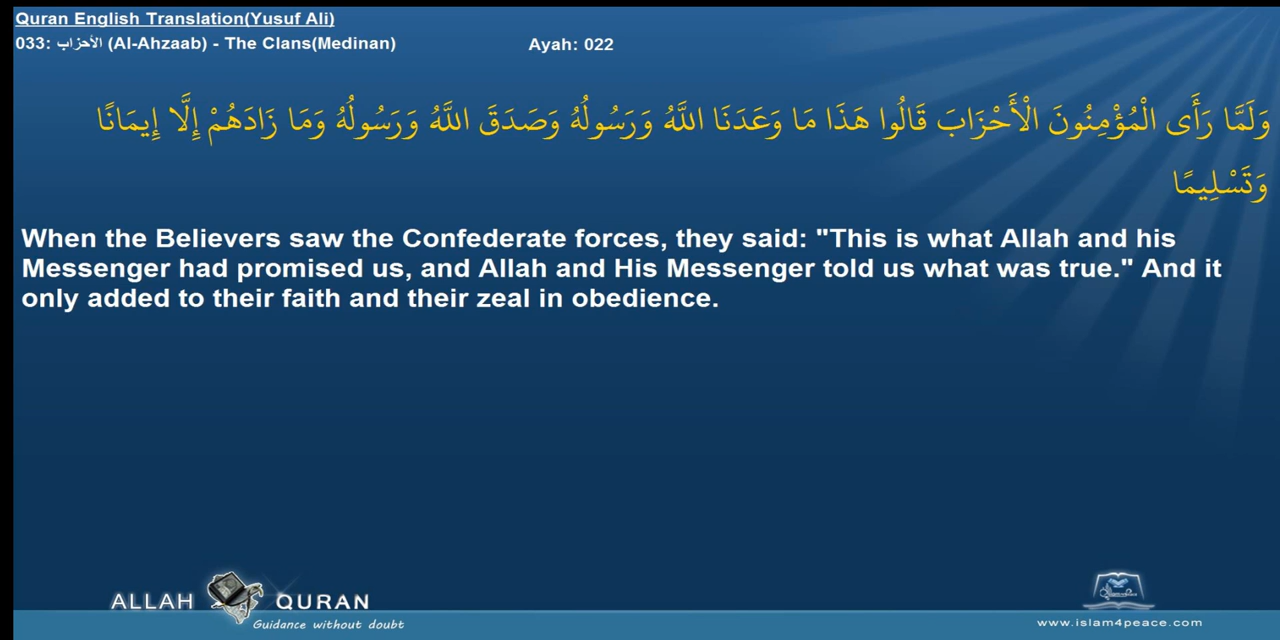 Quran English Translation(Yusuf Ali)
033: الأحزاب (Al-Ahzaab) - The Clans(Medinan) Ayah: 022
وَلَمَّا رَأَى الْمُؤْمِنُونَ الْأَحْزَابَ قَالُوا هَذَا مَا وَعَدَنَا اللَّهُ وَرَسُولُهُ وَصَدَقَ اللَّهُ وَرَسُولُهُ وَمَا زَادَهُمْ إِلَّا إِيمَانًا
وَتَسْلِيمًا
When the Believers saw the Confederate forces, they said: "This is what Allah and his
Messenger had promised us, and Allah and His Messenger told us what was true." And it
only added to their faith and their zeal in obedience.
ALLAH QURAN
Guidance without doubt
www.islam4peace.com